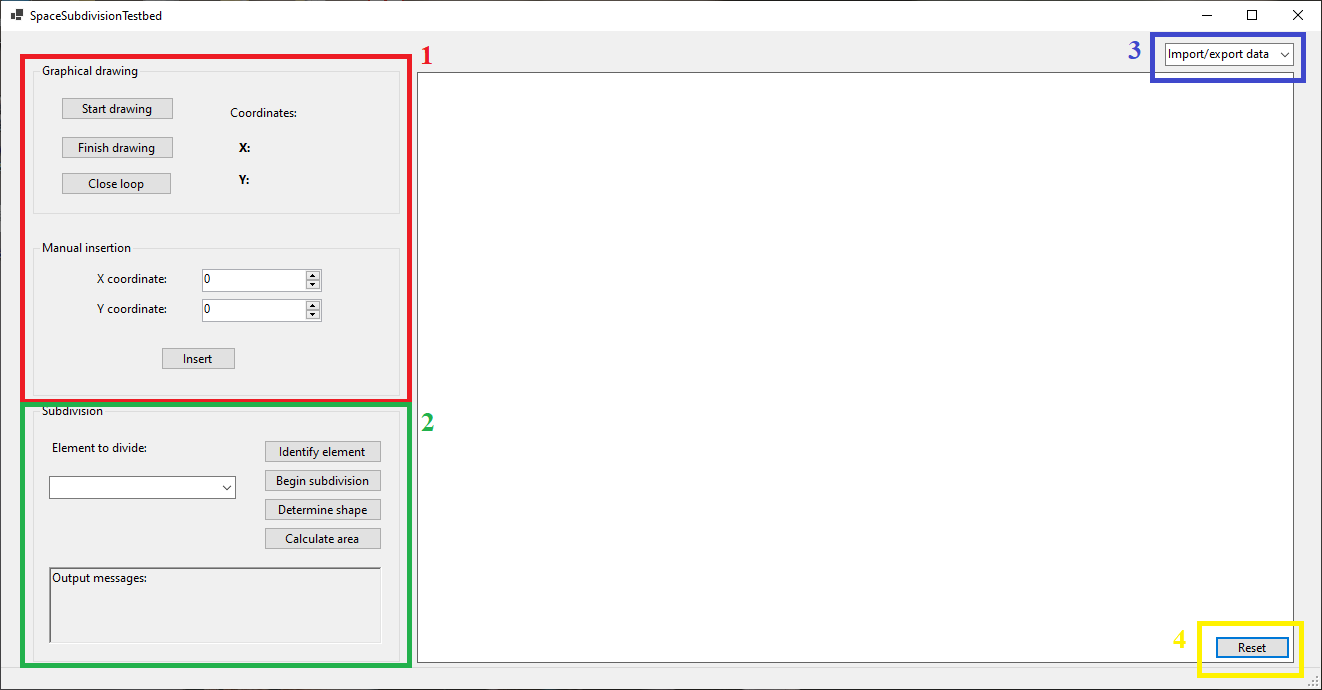 SpaceSubdivisionTestbed
1
3
Import/export data
Graphical drawing
Start drawing
Coordinates:
Finish drawing
X:
Close loop
Y:
Manual insertion
X coordinate:
0
Y coordinate:
0
Insert
2
Subdivision
Element to divide:
Identify element
Begin subdivision
Determine shape
Calculate area
Output messages:
4
Reset